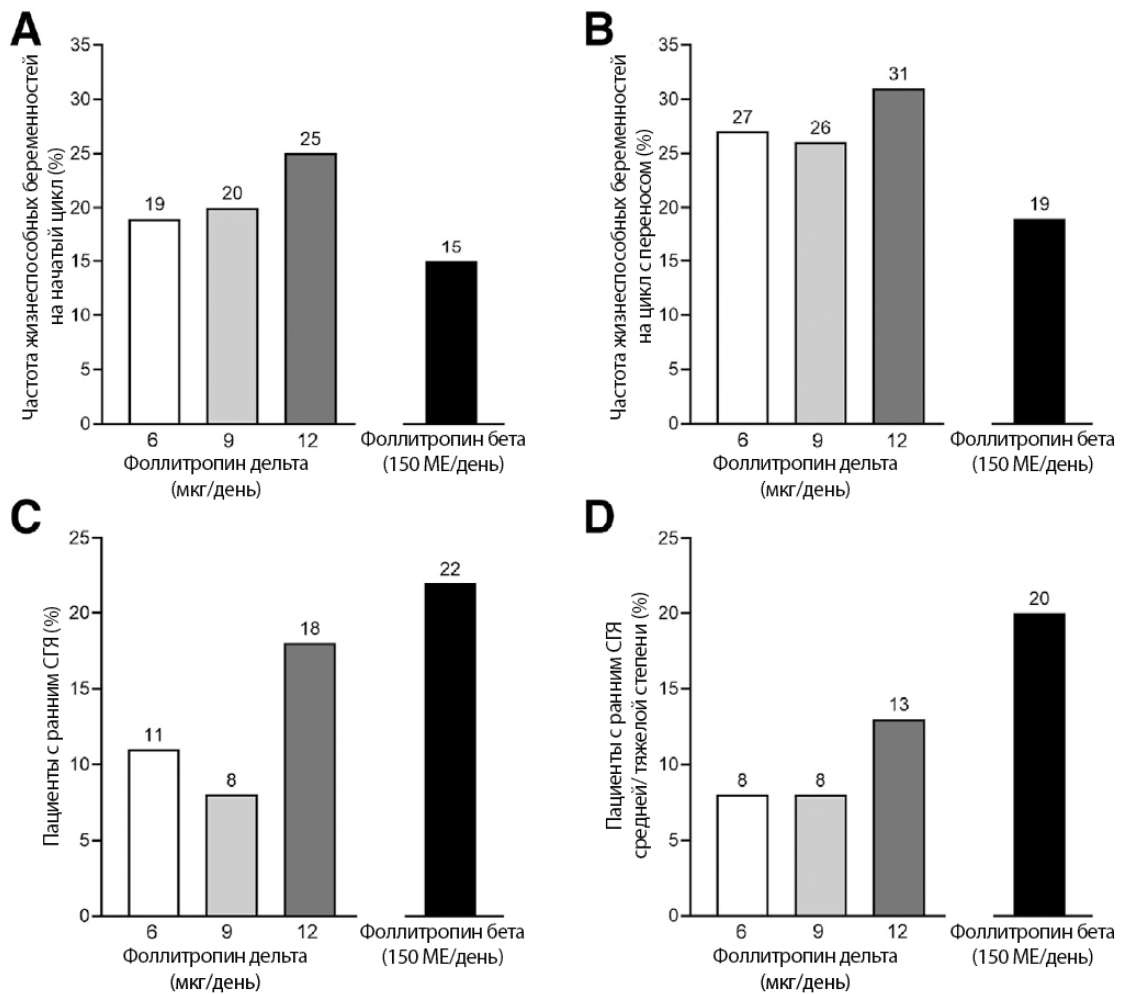 A
Частота жизнеспособных беременностей
на начатый цикл (%)
35
30
25
20
15
10
5
0
19
20
25
15
6
9
12
Фоллитропин дельта
(мкг/день)
Фоллитропин бета
(150 МЕ/день)
B
Частота жизнеспособных беременностей
на цикл с переносом (%)
35
30
25
20
15
10
5
0
27
26
31
19
6
9
12
Фоллитропин дельта
(мкг/день)
Фоллитропин бета
(150 МЕ/день)
C
Пациенты с ранним СГЯ (%)
25
20
15
10
5
0
11
8
18
22
6
9
12
Фоллитропин дельта
(мкг/день)
Фоллитропин бета
(150 МЕ/день)
D
Пациенты с ранним СГЯ
средней/ тяжелой степени (%)
25
20
15
10
5
0
8
8
13
20
6
9
12
Фоллитропин дельта
(мкг/день)
Фоллитропин бета
(150 МЕ/день)